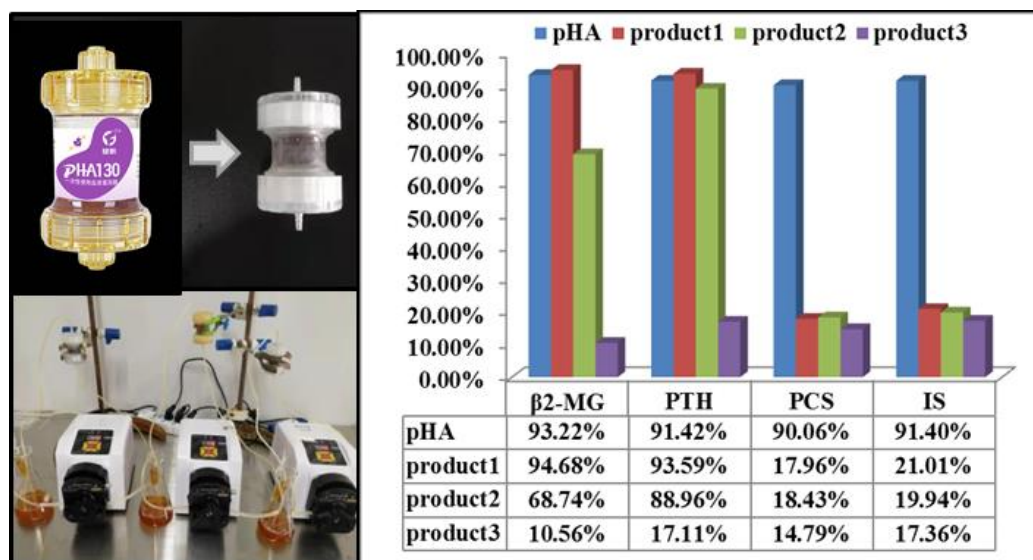 pHA130
pHA product1 product2 product3
100.00%
90.00%
80.00%
70.00%
60.00%
50.00%
40.00%
30.00%
20.00%
10.00%
0.00%
β2-MG PTH PCS IS
pHA 93.22% 91.42% 90.06% 91.40%
product1 94.68% 93.59% 17.96% 21.01%
product2 68.74% 88.96% 18.43% 19.94%
product3 10.56% 17.11% 14.79% 17.36%